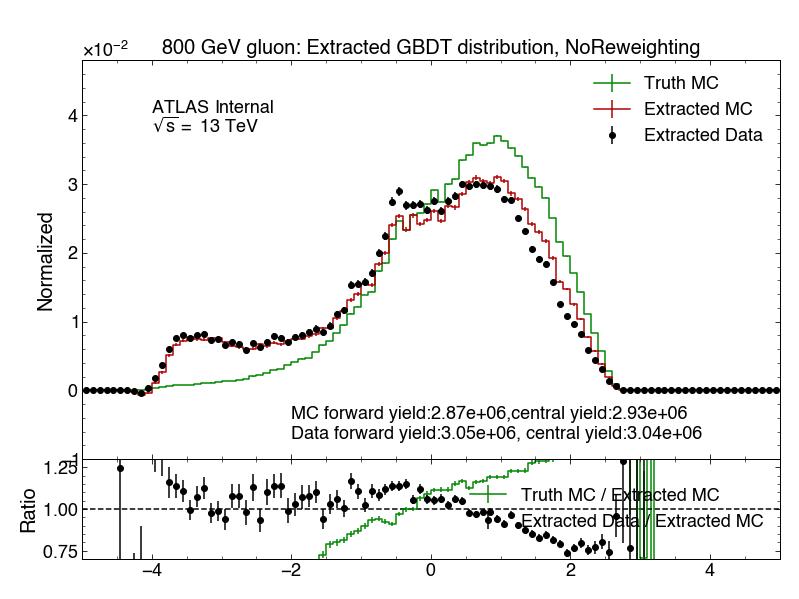 ×10⁻²
800 GeV gluon: Extracted GBDT distribution, NoReweighting
ATLAS Internal
√s = 13 TeV
Truth MC
Extracted MC
Extracted Data
Normalized
4
3
2
1
0
MC forward yield:2.87e+06,central yield:2.93e+06
Data forward yield:3.05e+06, central yield:3.04e+06
1.25
1.00
0.75
Ratio
Truth MC / Extracted MC
Extracted Data / Extracted MC
−4 −2 0 2 4